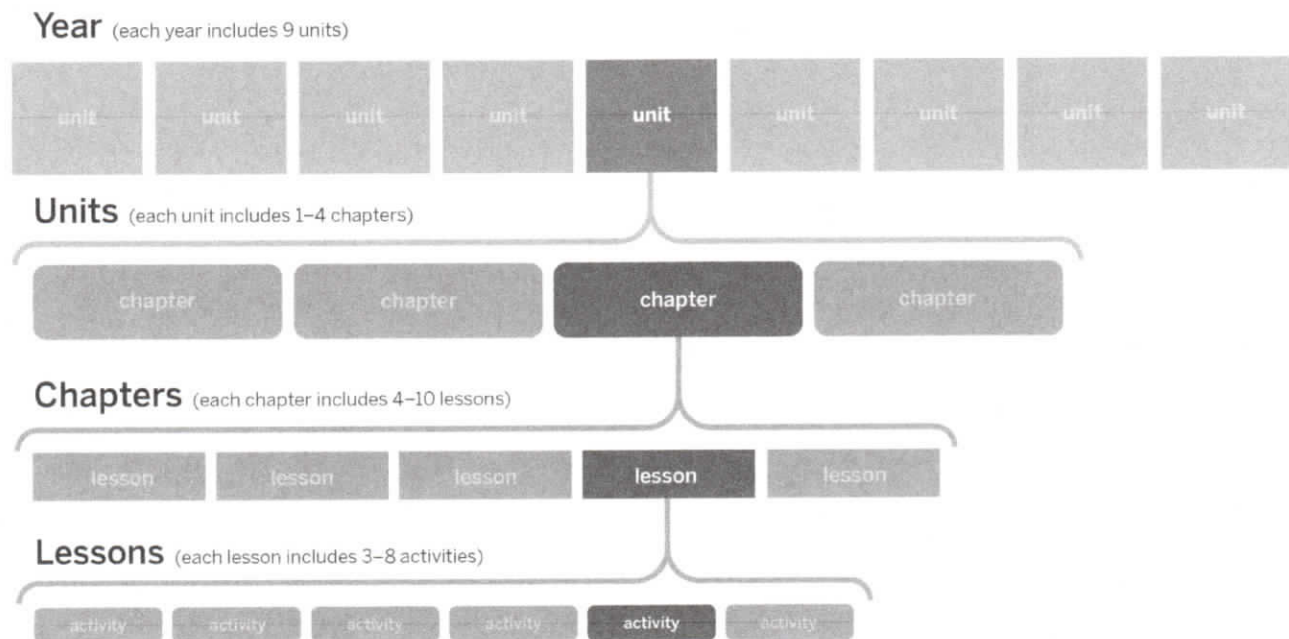 Year (each year includes 9 units)
unit unit unit unit unit unit unit unit unit
Units (each unit includes 1–4 chapters)
chapter chapter chapter chapter
Chapters (each chapter includes 4–10 lessons)
lesson lesson lesson lesson lesson
Lessons (each lesson includes 3–8 activities)
activity activity activity activity activity activity